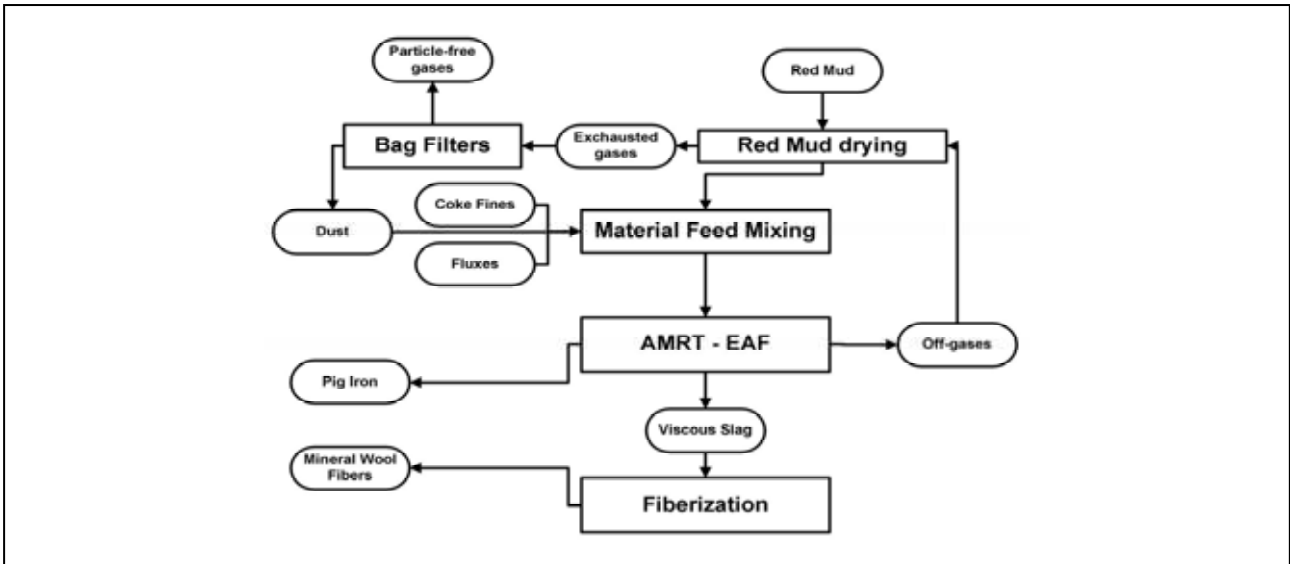 Particle-free
gases
Red Mud
Bag Filters
Exchausted
gases
Red Mud drying
Coke Fines
Dust
Material Feed Mixing
Fluxes
AMRT - EAF
Off-gases
Pig Iron
Viscous Slag
Mineral Wool
Fibers
Fiberization